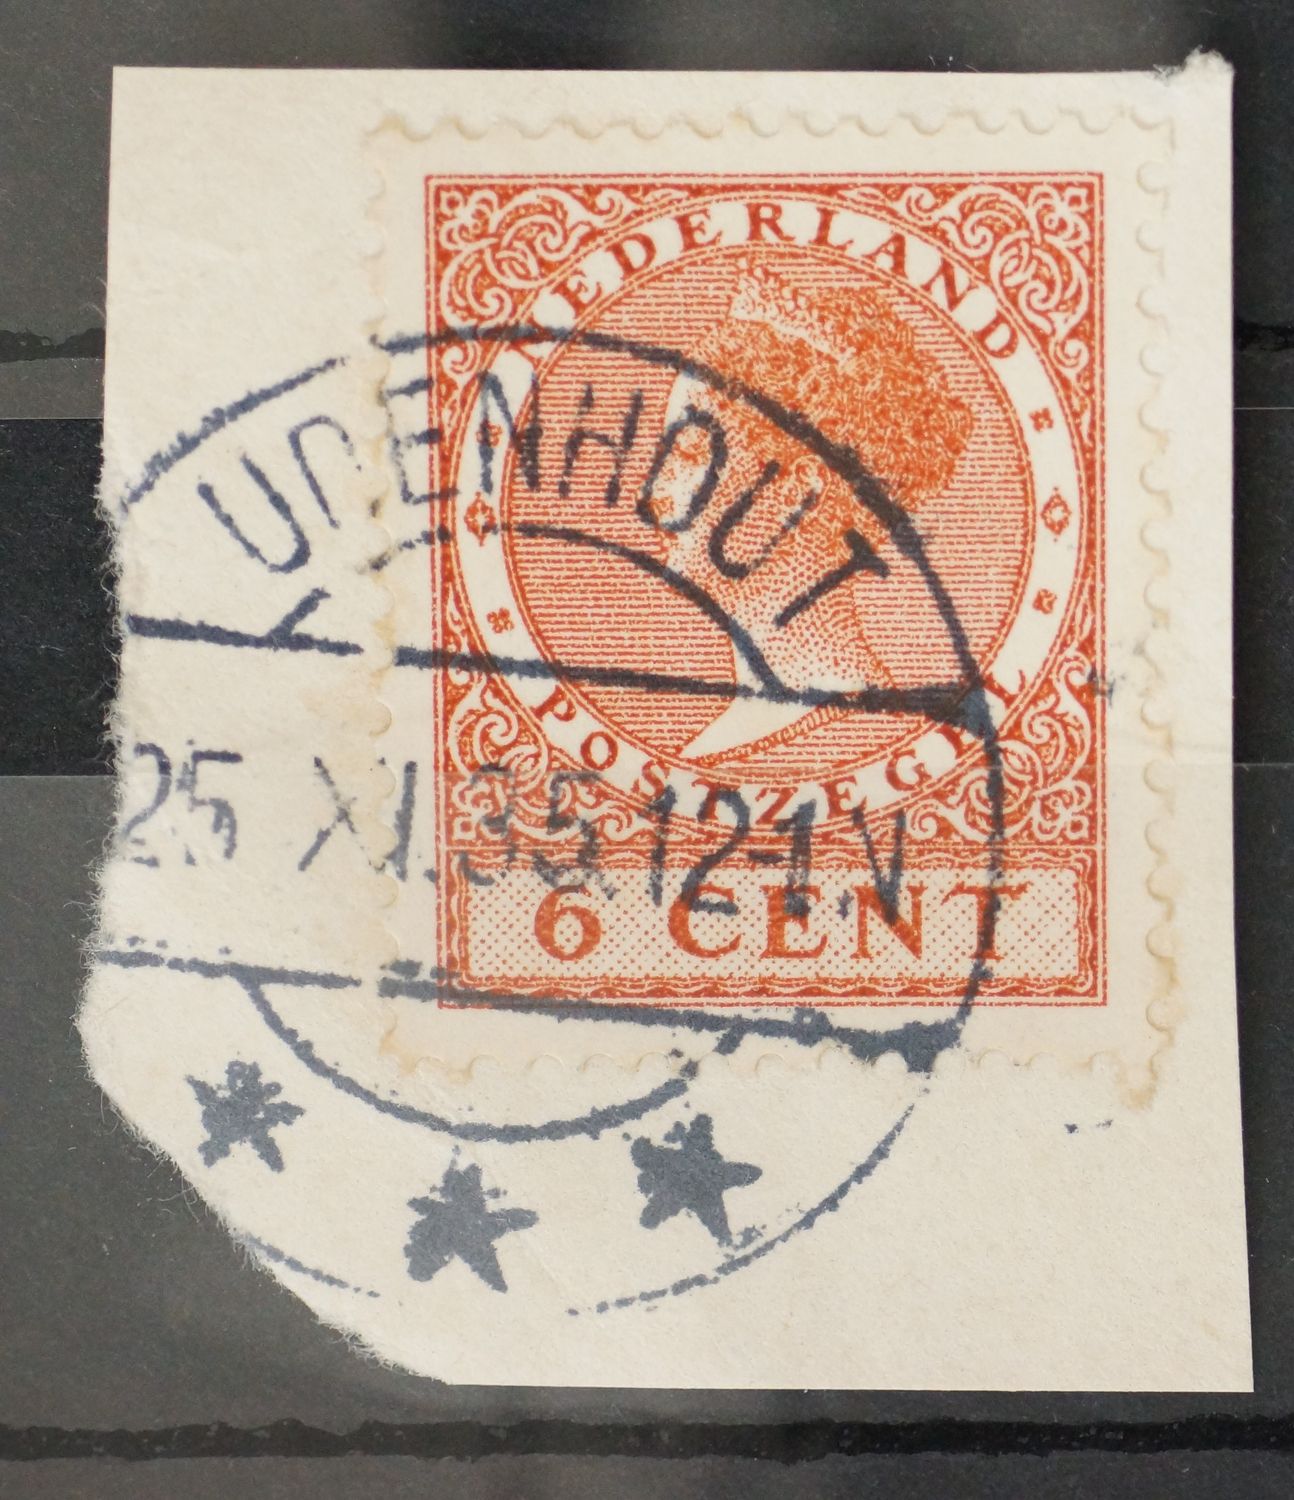 NEDERLAND
UDENHOUT
POSTZEGEL
25 XI.35 12-1.V
6 CENT